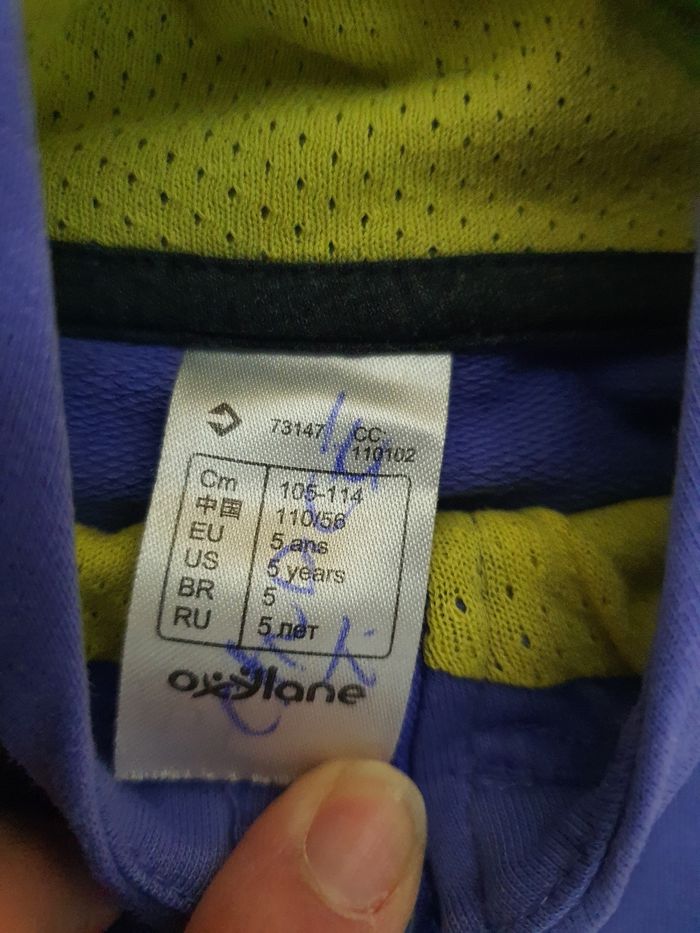 73147 CC:
110102
Cm 105-114
中国 110/56
EU 5 ans
US 5 years
BR 5
RU 5 лет
oxylane